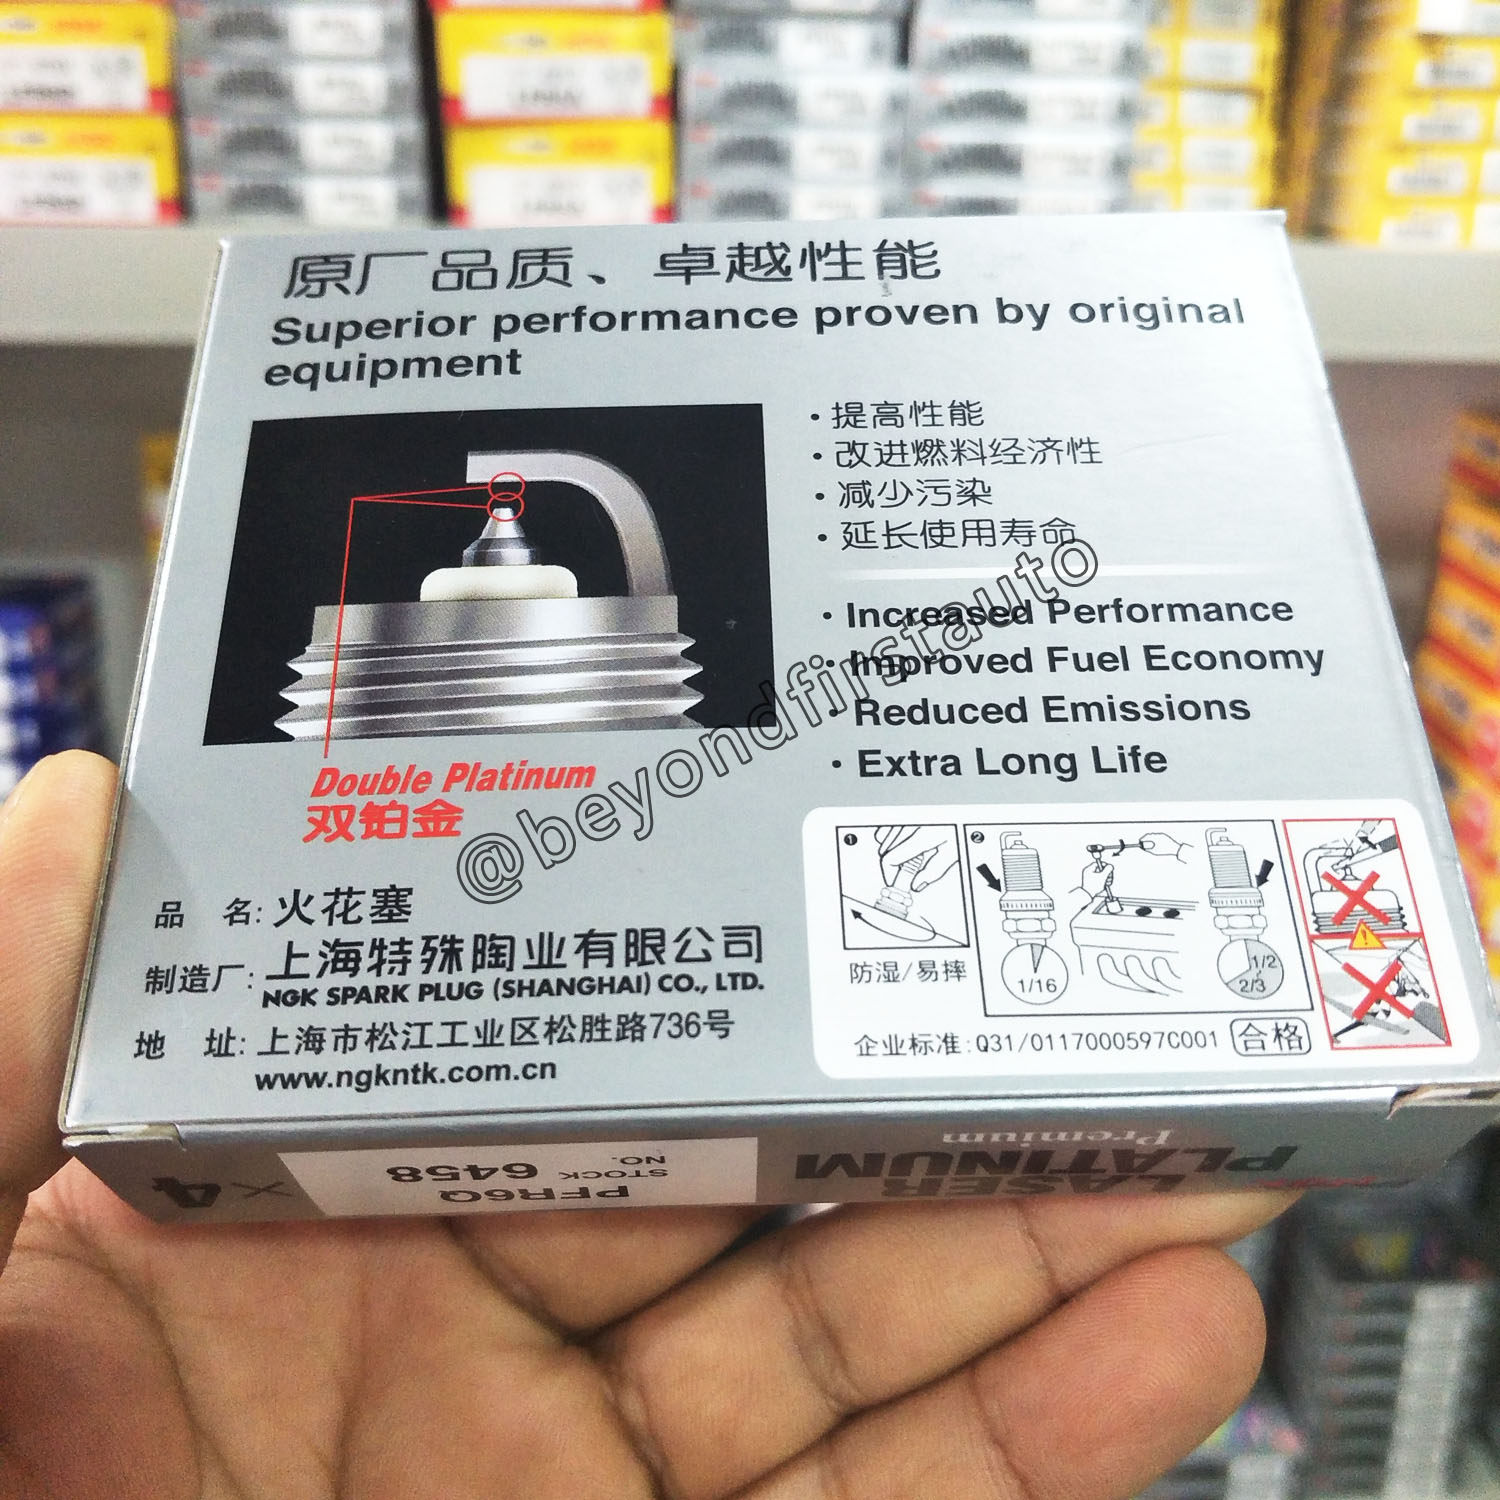 原厂品质、卓越性能
Superior performance proven by original
equipment
· 提高性能
· 改进燃料经济性
· 减少污染
· 延长使用寿命
· Increased Performance
· Improved Fuel Economy
· Reduced Emissions
· Extra Long Life
Double Platinum
双铂金
@beyondfirstauto
品 名: 火花塞
制造厂: 上海特殊陶业有限公司
NGK SPARK PLUG (SHANGHAI) CO., LTD.
地 址: 上海市松江工业区松胜路736号
www.ngkntk.com.cn
1
2
防湿/易摔
1/16
1/2
2/3
企业标准: Q31/0117000597C001 合格
LASER
PLATINUM
Premium
PFR6Q
STOCK NO. 6458
×4